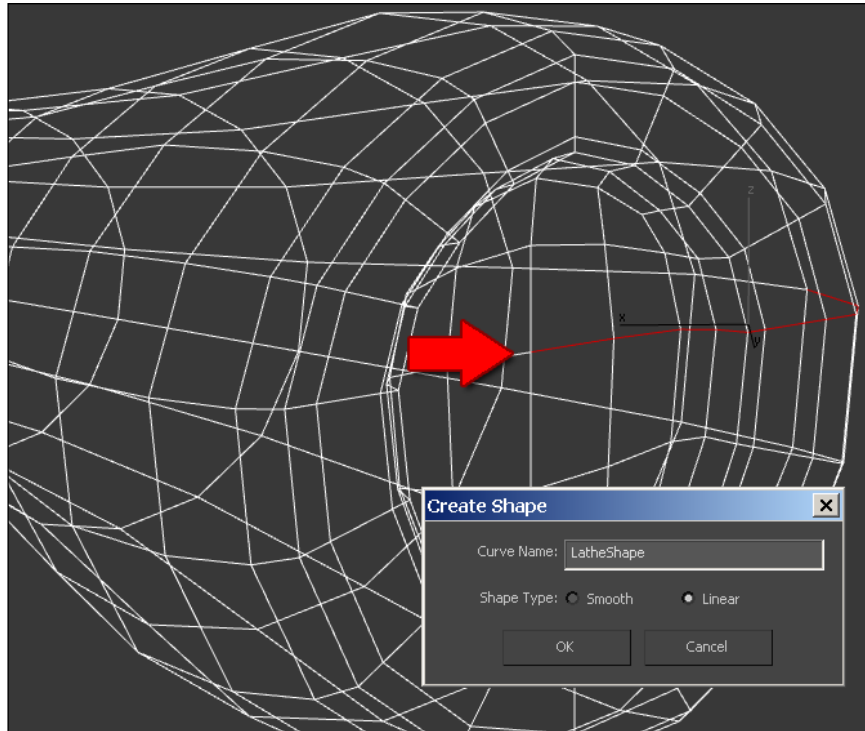 z
x
y
Create Shape
Curve Name: LatheShape
Shape Type: Smooth Linear
OK Cancel